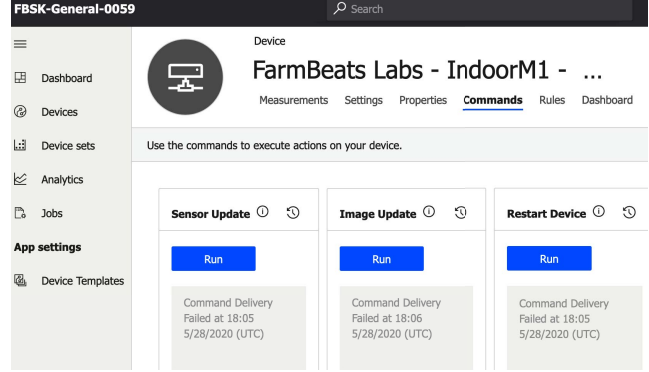 FBSK-General-0059
Search
Dashboard
Devices
Device sets
Analytics
Jobs
App settings
Device Templates
Device
FarmBeats Labs - IndoorM1 - ...
Measurements Settings Properties Commands Rules Dashboard
Use the commands to execute actions on your device.
Sensor Update
Run
Command Delivery
Failed at 18:05
5/28/2020 (UTC)
Image Update
Run
Command Delivery
Failed at 18:06
5/28/2020 (UTC)
Restart Device
Run
Command Delivery
Failed at 18:05
5/28/2020 (UTC)